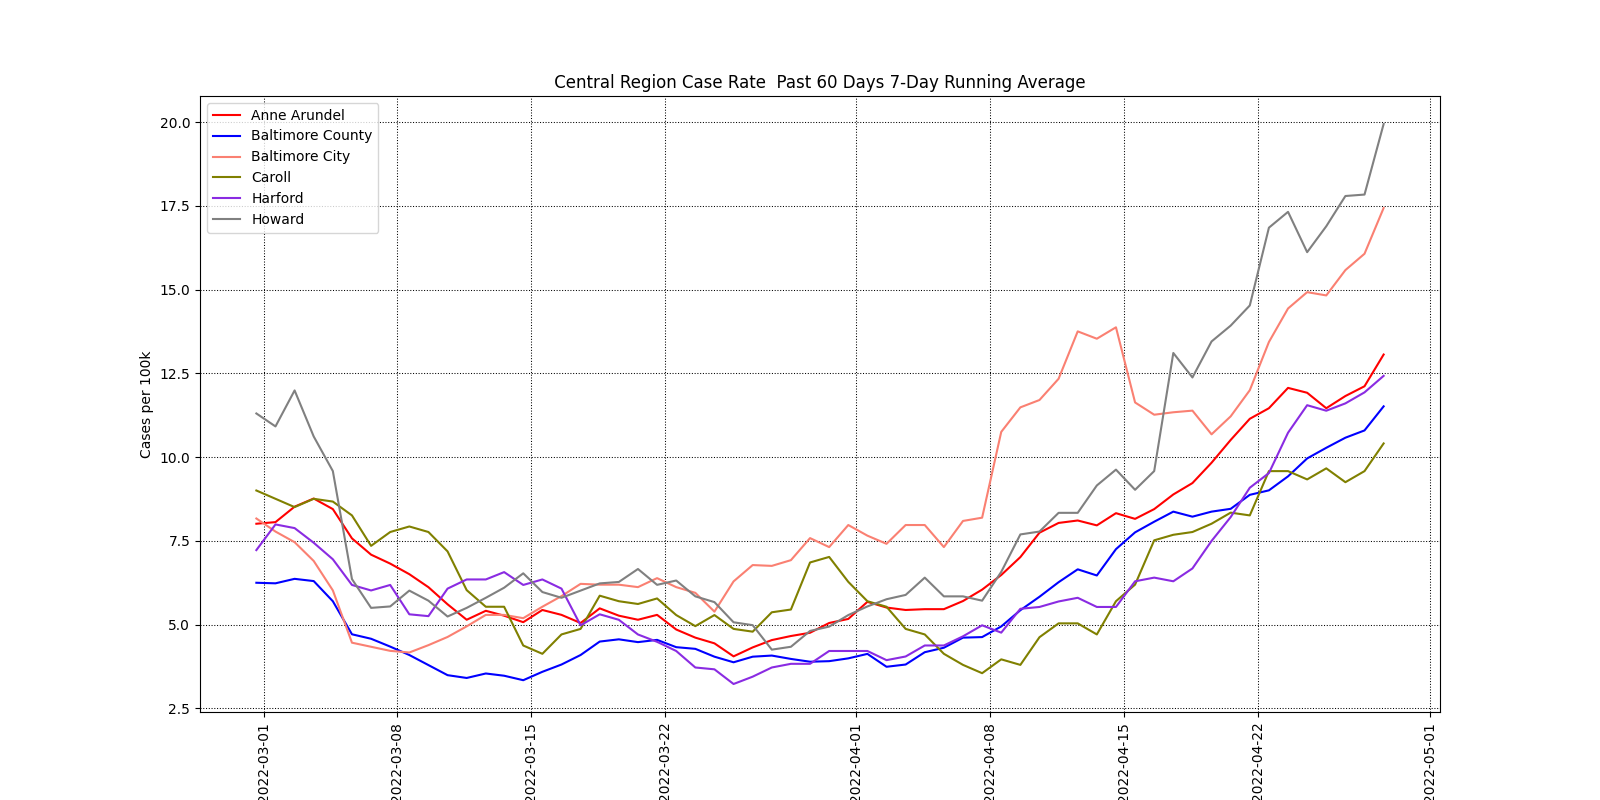 Central Region Case Rate  Past 60 Days 7-Day Running Average
Anne Arundel
Baltimore County
Baltimore City
Caroll
Harford
Howard
Cases per 100k
20.0
17.5
15.0
12.5
10.0
7.5
5.0
2.5
2022-03-01
2022-03-08
2022-03-15
2022-03-22
2022-04-01
2022-04-08
2022-04-15
2022-04-22
2022-05-01